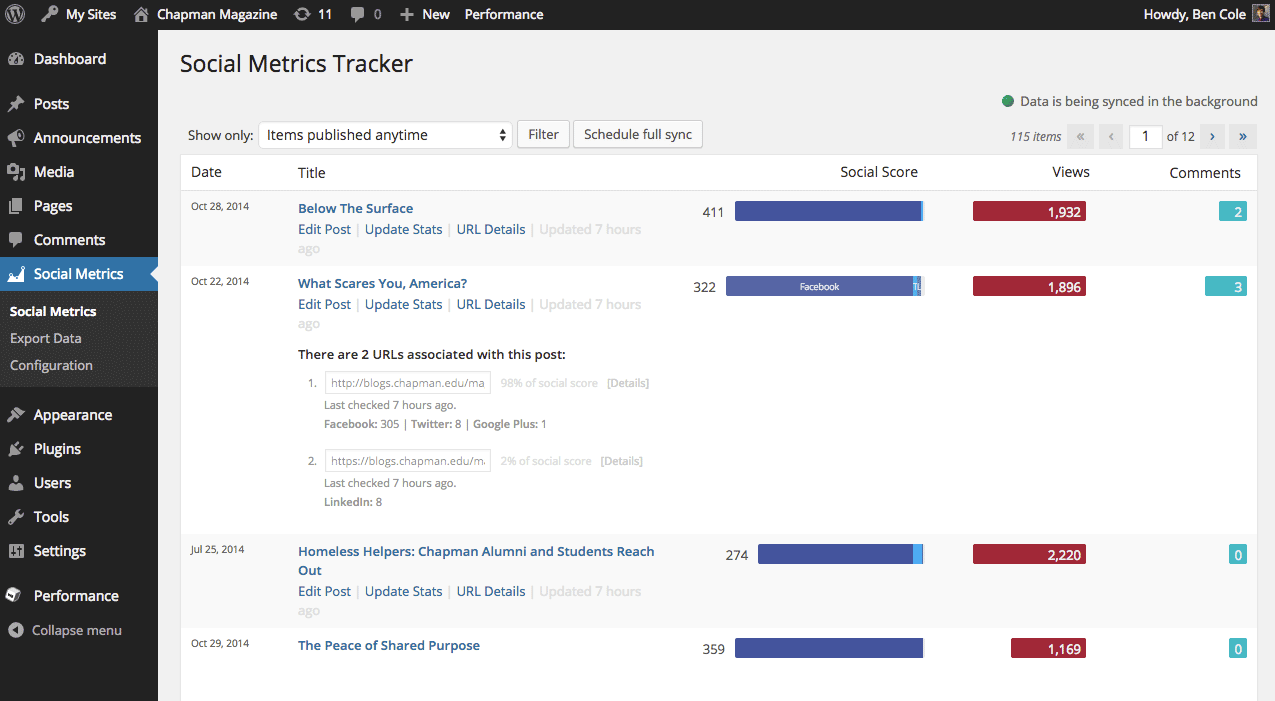 My Sites Chapman Magazine 11 0 New Performance Howdy, Ben Cole
Dashboard
Posts
Announcements
Media
Pages
Comments
Social Metrics
Social Metrics
Export Data
Configuration
Appearance
Plugins
Users
Tools
Settings
Performance
Collapse menu
Social Metrics Tracker
Data is being synced in the background
Show only: Items published anytime Filter Schedule full sync 115 items « ‹ 1 of 12 › »
Date Title Social Score Views Comments
Oct 28, 2014 Below The Surface 411 1,932 2
Edit Post | Update Stats | URL Details | Updated 7 hours
ago
Oct 22, 2014 What Scares You, America? 322 Facebook 1,896 3
Edit Post | Update Stats | URL Details | Updated 7 hours
ago
There are 2 URLs associated with this post:
1. http://blogs.chapman.edu/ma 98% of social score [Details]
Last checked 7 hours ago.
Facebook: 305 | Twitter: 8 | Google Plus: 1
2. https://blogs.chapman.edu/m 2% of social score [Details]
Last checked 7 hours ago.
LinkedIn: 8
Jul 25, 2014 Homeless Helpers: Chapman Alumni and Students Reach 274 2,220 0
Out
Edit Post | Update Stats | URL Details | Updated 7 hours
ago
Oct 29, 2014 The Peace of Shared Purpose 359 1,169 0